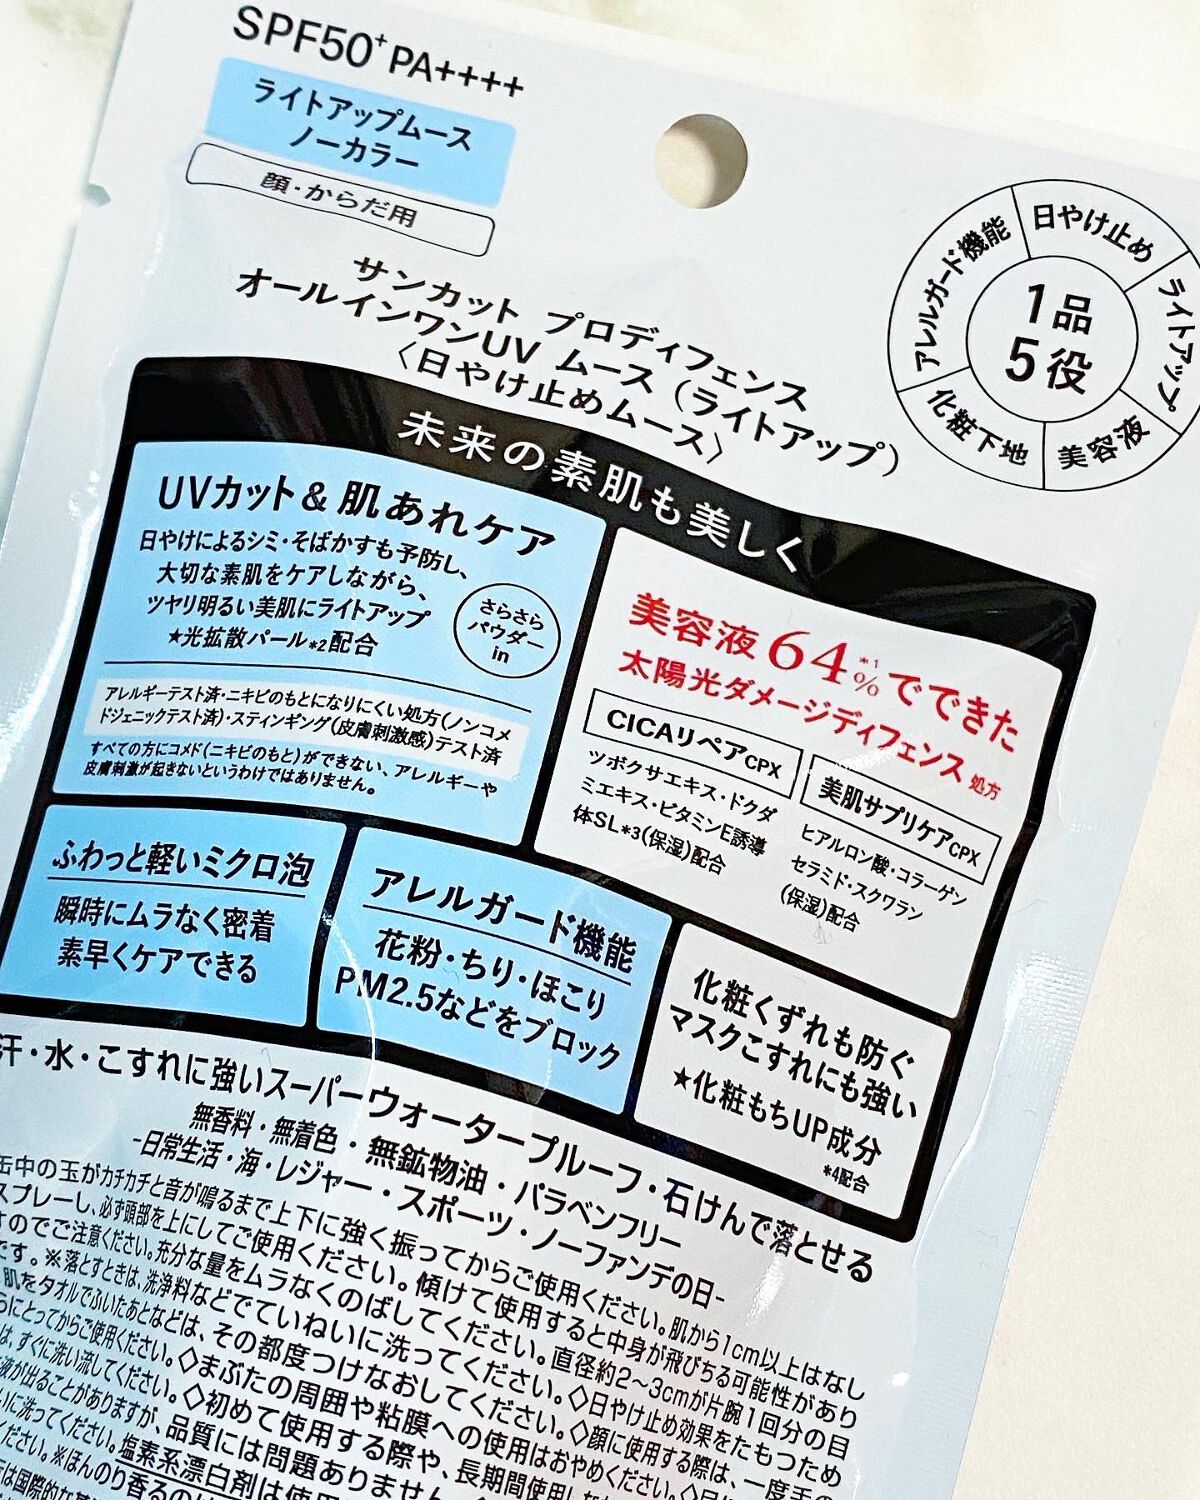 SPF50+ PA++++
ライトアップムース
ノーカラー
顔・からだ用
サンカット プロディフェンス
オールインワンUV ムース（ライトアップ）
〈日やけ止めムース〉
1品
5役
日やけ止め
ライトアップ
美容液
化粧下地
アレルガード機能
未来の素肌も美しく
UVカット＆肌あれケア
日やけによるシミ・そばかすも予防し、
大切な素肌をケアしながら、
ツヤリ明るい美肌にライトアップ
★光拡散パール*2配合
さらさら
パウダー
in
アレルギーテスト済・ニキビのもとになりにくい処方（ノンコメ
ドジェニックテスト済）・スティンギング（皮膚刺激感）テスト済
すべての方にコメド（ニキビのもと）ができない、アレルギーや
皮膚刺激が起きないというわけではありません。
美容液64%*1でできた
太陽光ダメージディフェンス処方
CICAリペアCPX
ツボクサエキス・ドクダ
ミエキス・ビタミンE誘導
体SL*3（保湿）配合
美肌サプリケアCPX
ヒアルロン酸・コラーゲン
セラミド・スクワラン
（保湿）配合
ふわっと軽いミクロ泡
瞬時にムラなく密着
素早くケアできる
アレルガード機能
花粉・ちり・ほこり
PM2.5などをブロック
化粧くずれも防ぐ
マスクこすれにも強い
★化粧もちUP成分
*4配合
汗・水・こすれに強いスーパーウォータープルーフ・石けんで落とせる
無香料・無着色・無鉱物油・パラベンフリー
-日常生活・海・レジャー・スポーツ・ノーファンデの日-
缶中の玉がカチカチと音が鳴るまで上下に強く振ってからご使用ください。肌から1cm以上はなし
スプレーし、必ず頭部を上にしてご使用ください。傾けて使用すると中身が飛びちる可能性があり
すのでご注意ください。充分な量をムラなくのばしてください。直径約2～3cmが片腕1回分の目
です。※落とすときは、洗浄料などでていねいに洗ってください。◇日やけ止め効果をたもつため
肌をタオルでふいたあとなどは、その都度つけなおしてください。◇顔に使用する際は、一度手の
らにとってからご使用ください。◇まぶたの周囲や粘膜への使用はおやめください。
は、すぐに洗い流してください。◇初めて使用する際や、長期間使用し
液が出ることがありますが、品質には問題ありません。
いに洗ってください。塩素系漂白剤は使用
ください。※ほんのり香るのは
は国際的な